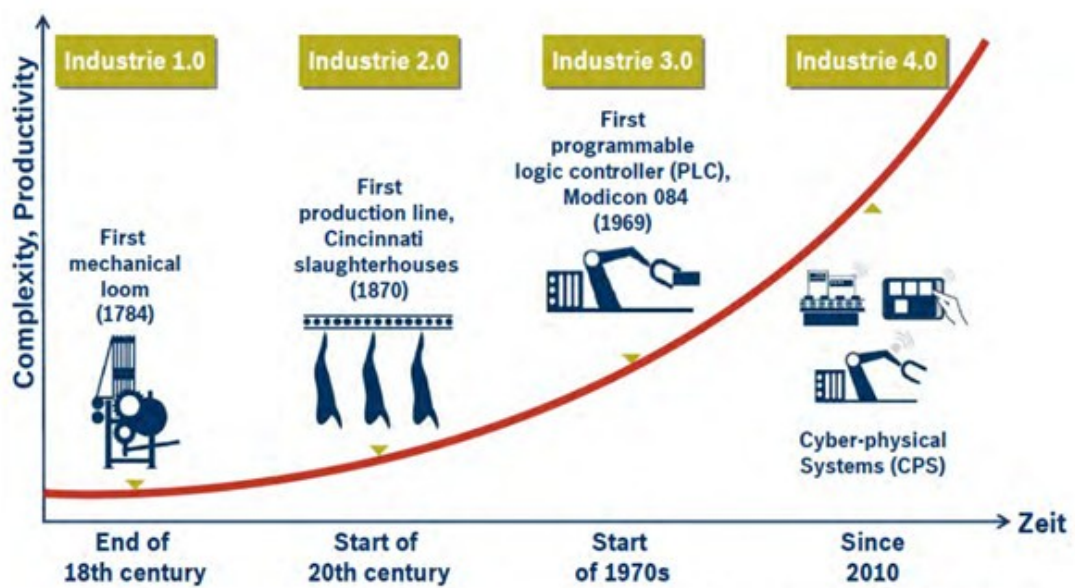 Complexity, Productivity
Industrie 1.0
Industrie 2.0
Industrie 3.0
Industrie 4.0
First
mechanical
loom
(1784)
First
production line,
Cincinnati
slaughterhouses
(1870)
First
programmable
logic controller (PLC),
Modicon 084
(1969)
Cyber-physical
Systems (CPS)
End of
18th century
Start of
20th century
Start
of 1970s
Since
2010
Zeit